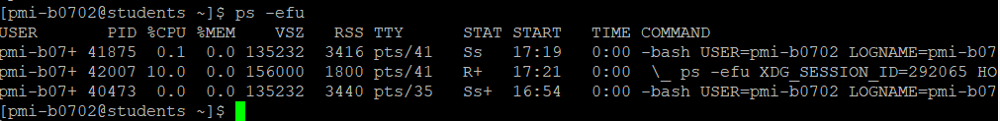 [pmi-b0702@students ~]$ ps -efu
USER       PID %CPU %MEM    VSZ   RSS TTY      STAT START   TIME COMMAND
pmi-b07+ 41875  0.1  0.0 135232  3416 pts/41   Ss   17:19   0:00 -bash USER=pmi-b0702 LOGNAME=pmi-b07
pmi-b07+ 42007 10.0  0.0 156000  1800 pts/41   R+   17:21   0:00  \_ ps -efu XDG_SESSION_ID=292065 HO
pmi-b07+ 40473  0.0  0.0 135232  3440 pts/35   Ss+  16:54   0:00 -bash USER=pmi-b0702 LOGNAME=pmi-b07
[pmi-b0702@students ~]$